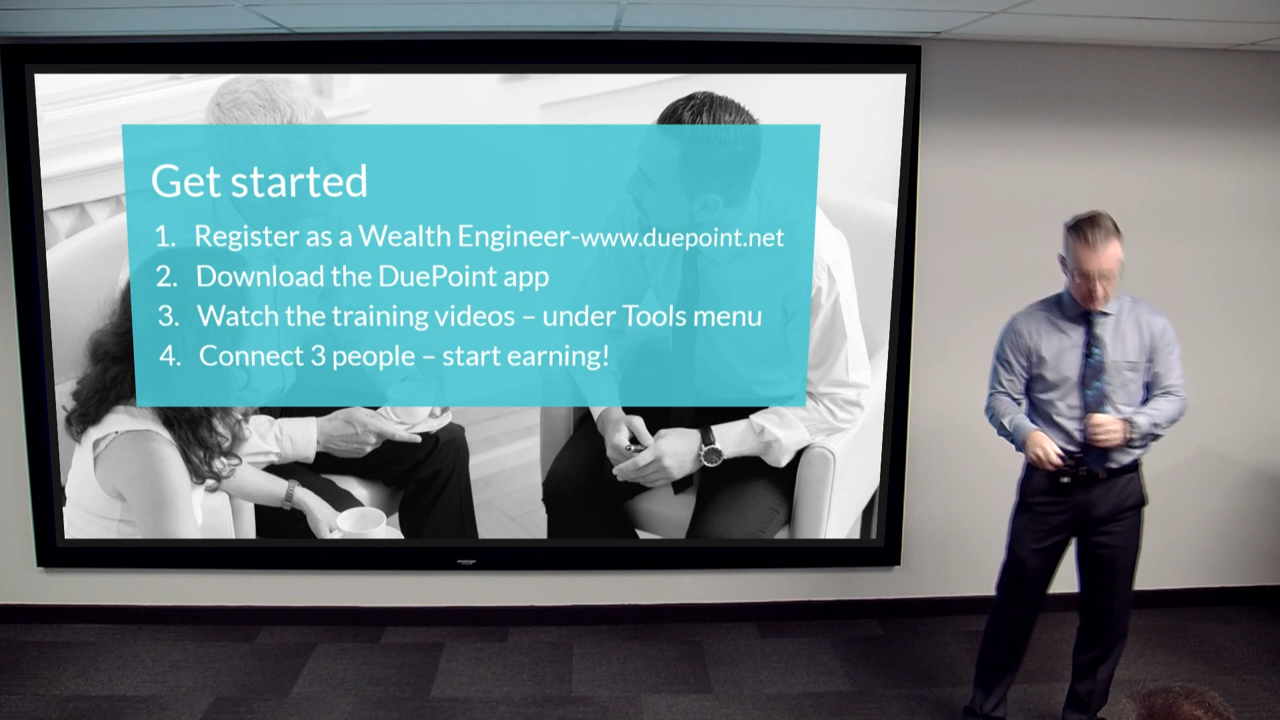 Get started
1. Register as a Wealth Engineer-www.duepoint.net
2. Download the DuePoint app
3. Watch the training videos – under Tools menu
4. Connect 3 people – start earning!